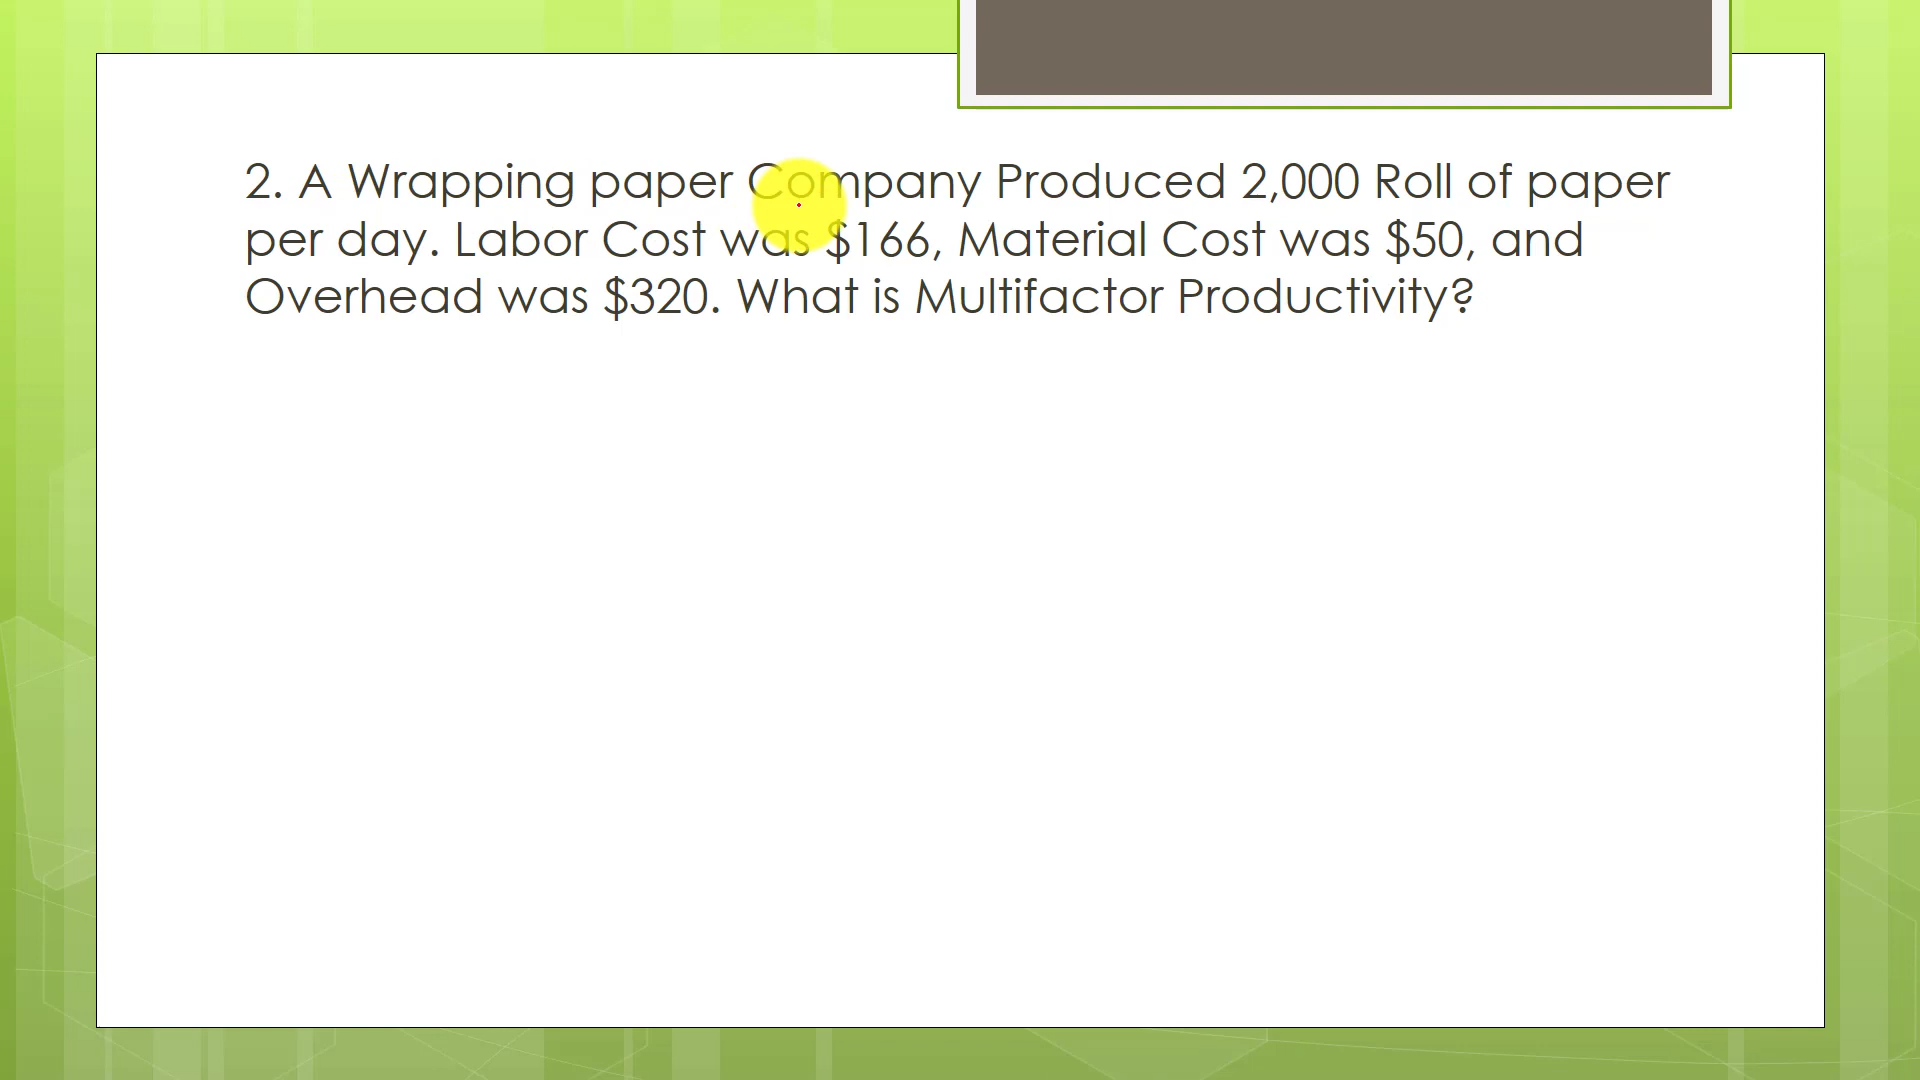 2. A Wrapping paper Company Produced 2,000 Roll of paper
per day. Labor Cost was $166, Material Cost was $50, and
Overhead was $320. What is Multifactor Productivity?